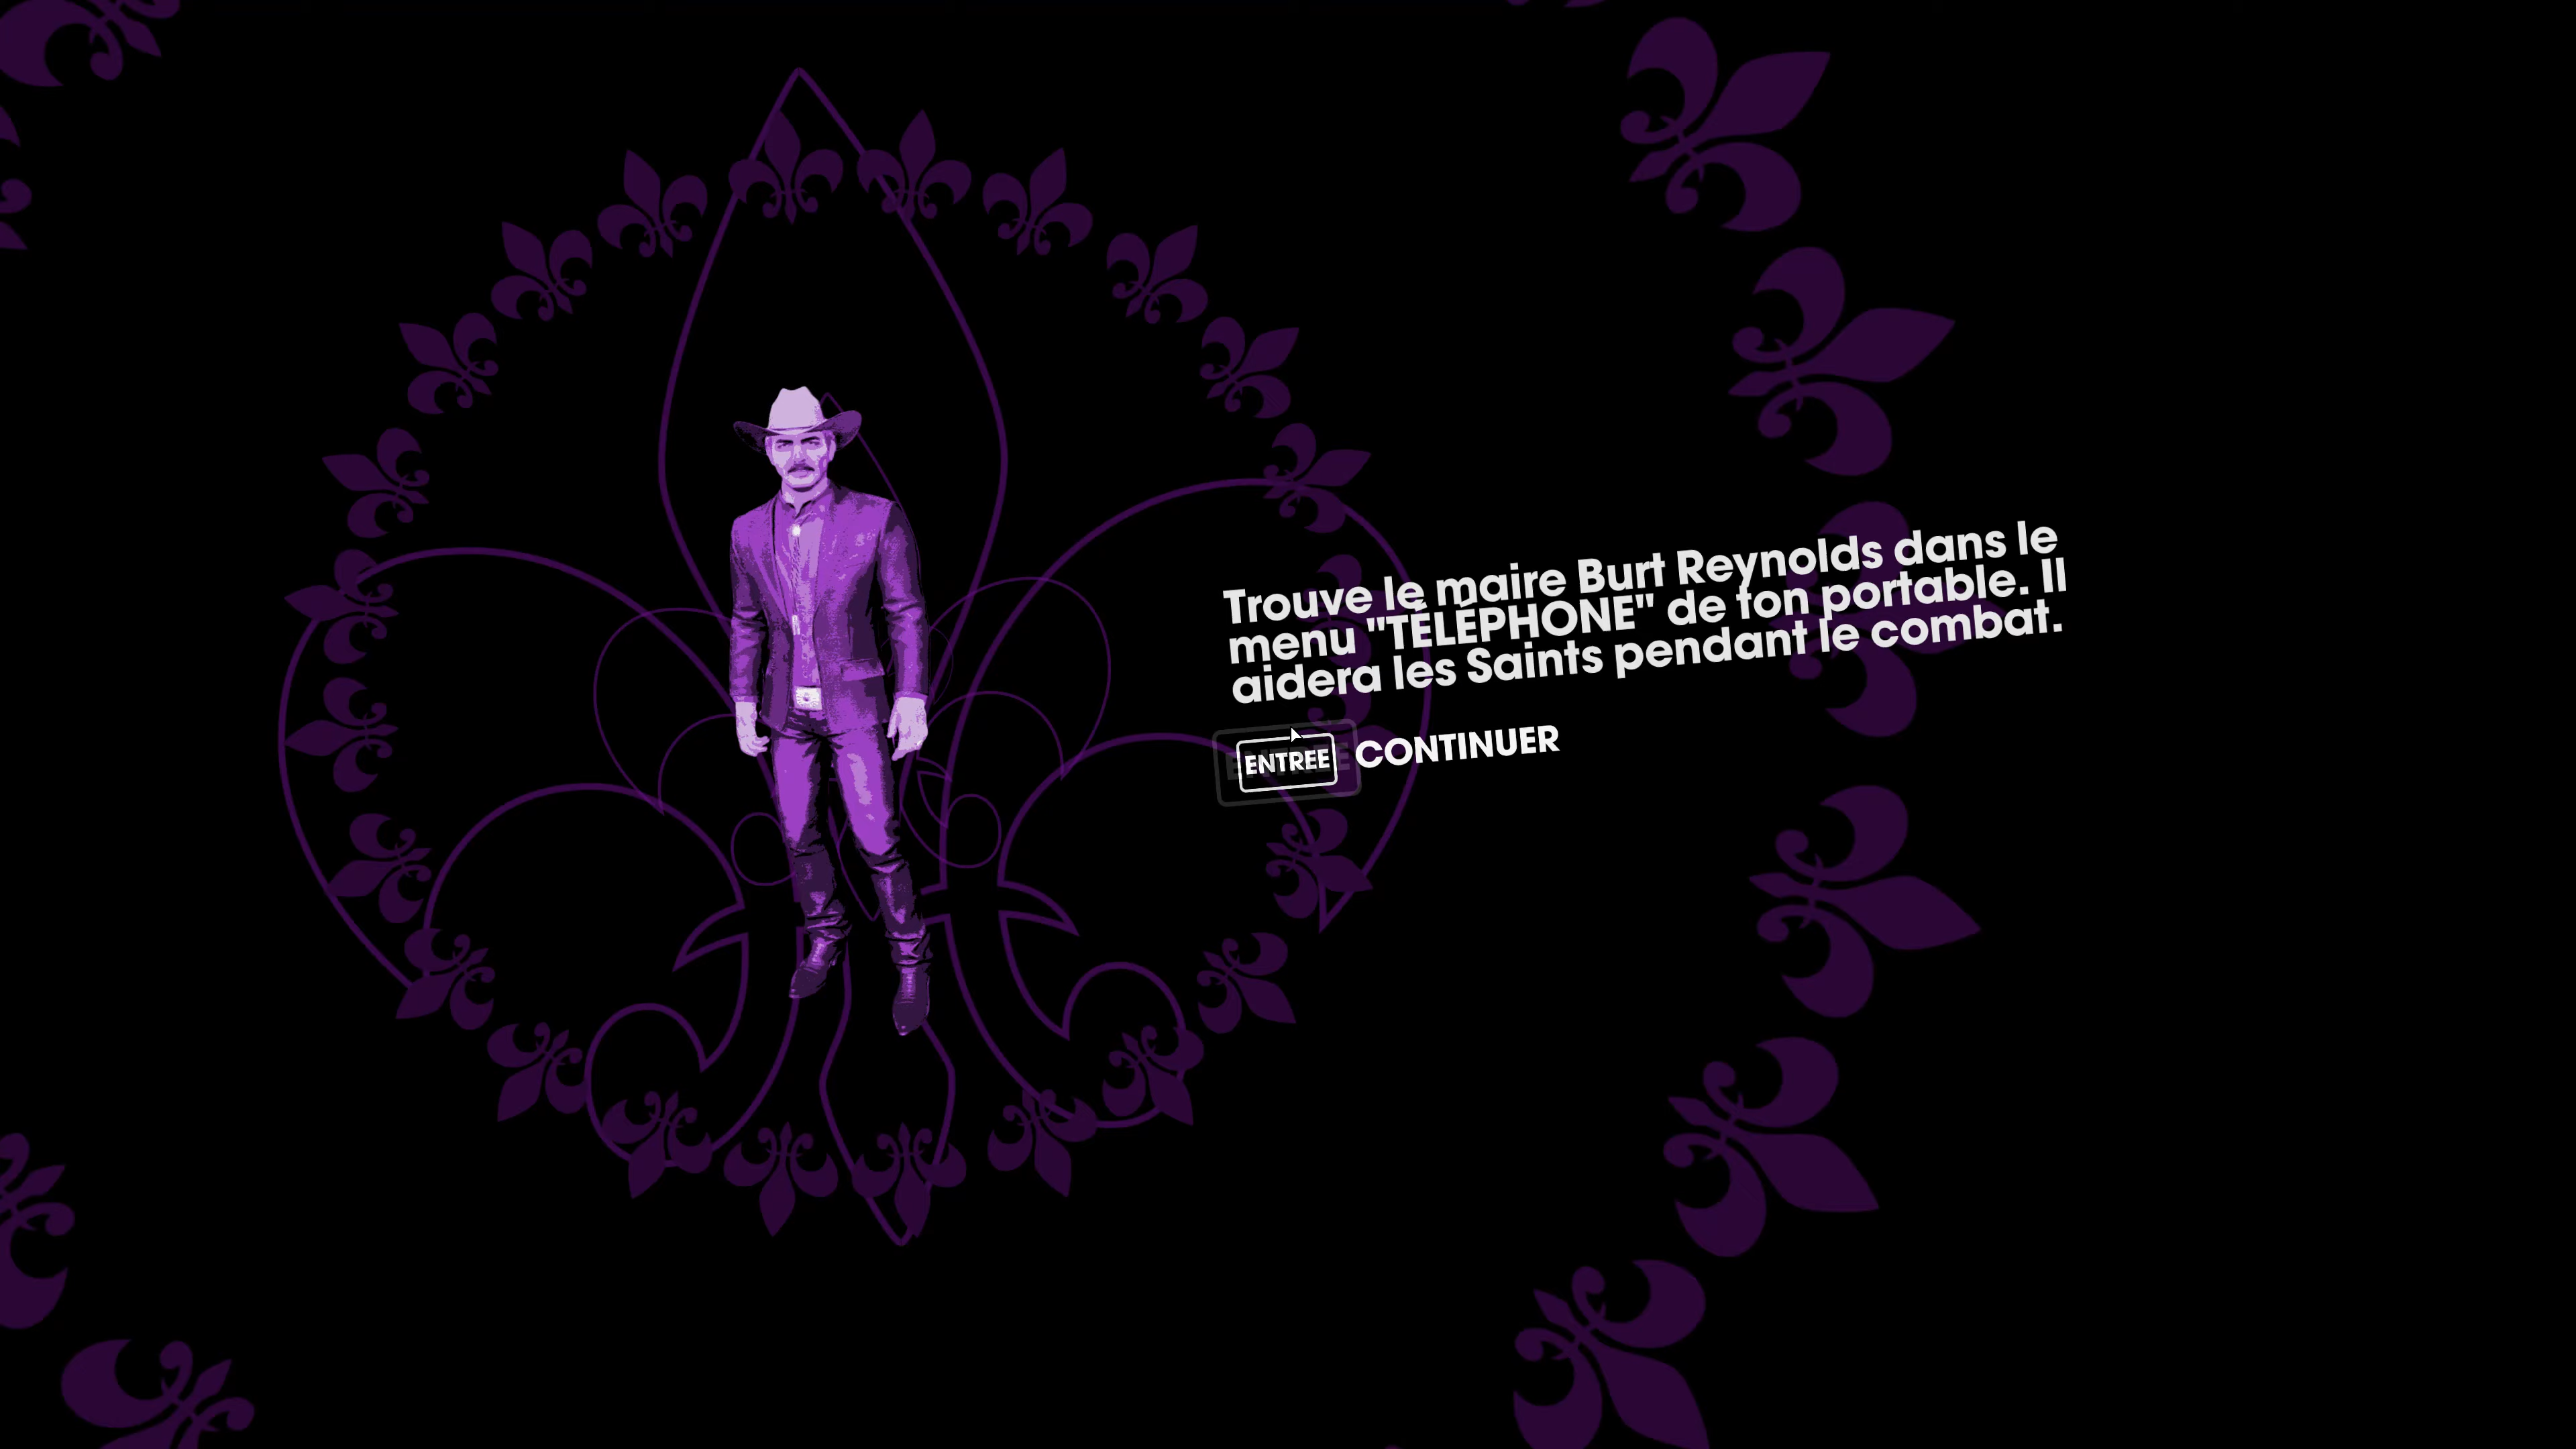 Trouve le maire Burt Reynolds dans le
menu "TÉLÉPHONE" de ton portable. Il
aidera les Saints pendant le combat.
ENTREE CONTINUER